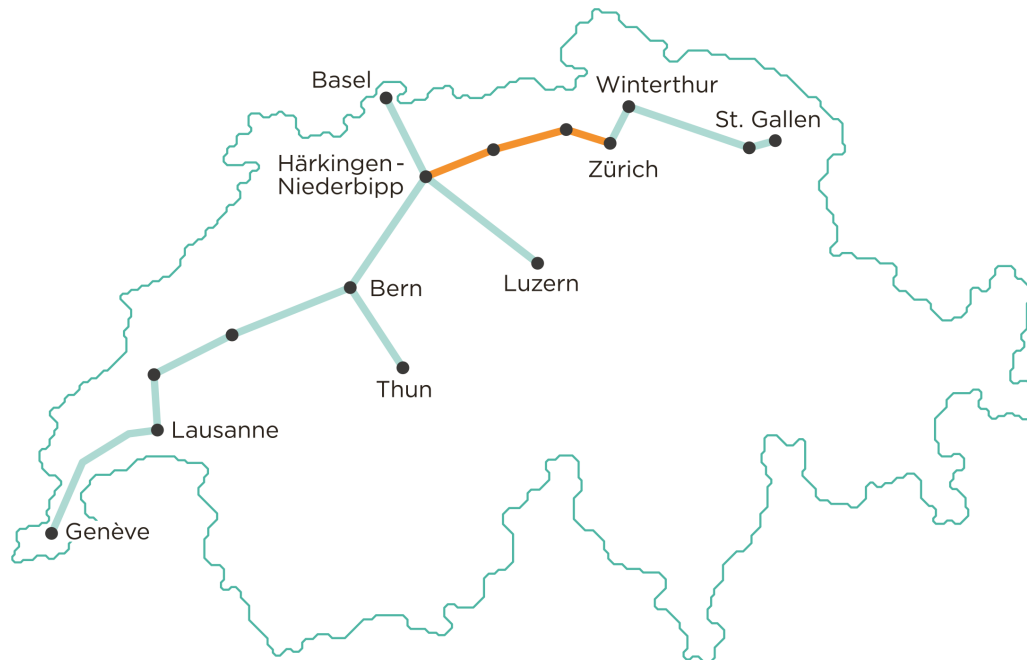 Basel
Winterthur
St. Gallen
Härkingen-
Niederbipp
Zürich
Luzern
Bern
Thun
Lausanne
Genève